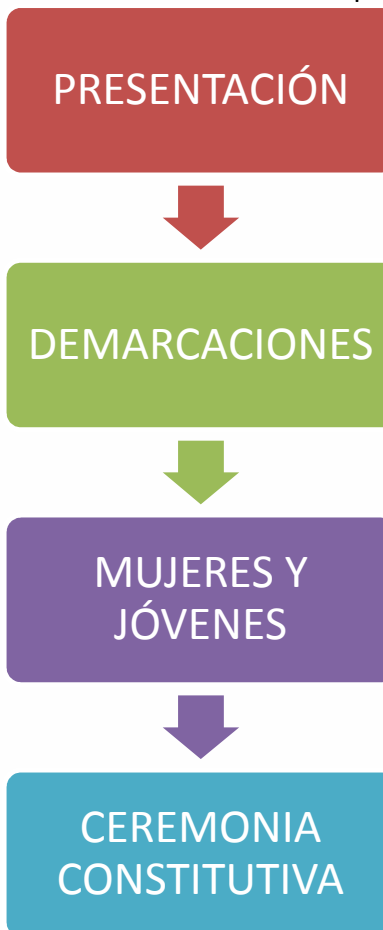 PRESENTACIÓN
DEMARCACIONES
MUJERES Y
JÓVENES
CEREMONIA
CONSTITUTIVA